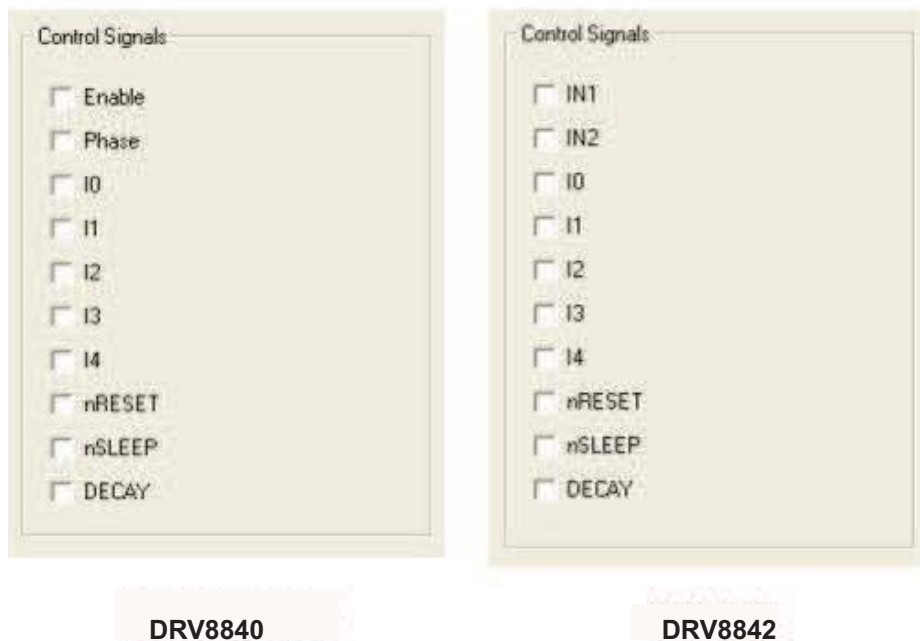 Control Signals
Enable
Phase
I0
I1
I2
I3
I4
nRESET
nSLEEP
DECAY
DRV8840
Control Signals
IN1
IN2
I0
I1
I2
I3
I4
nRESET
nSLEEP
DECAY
DRV8842